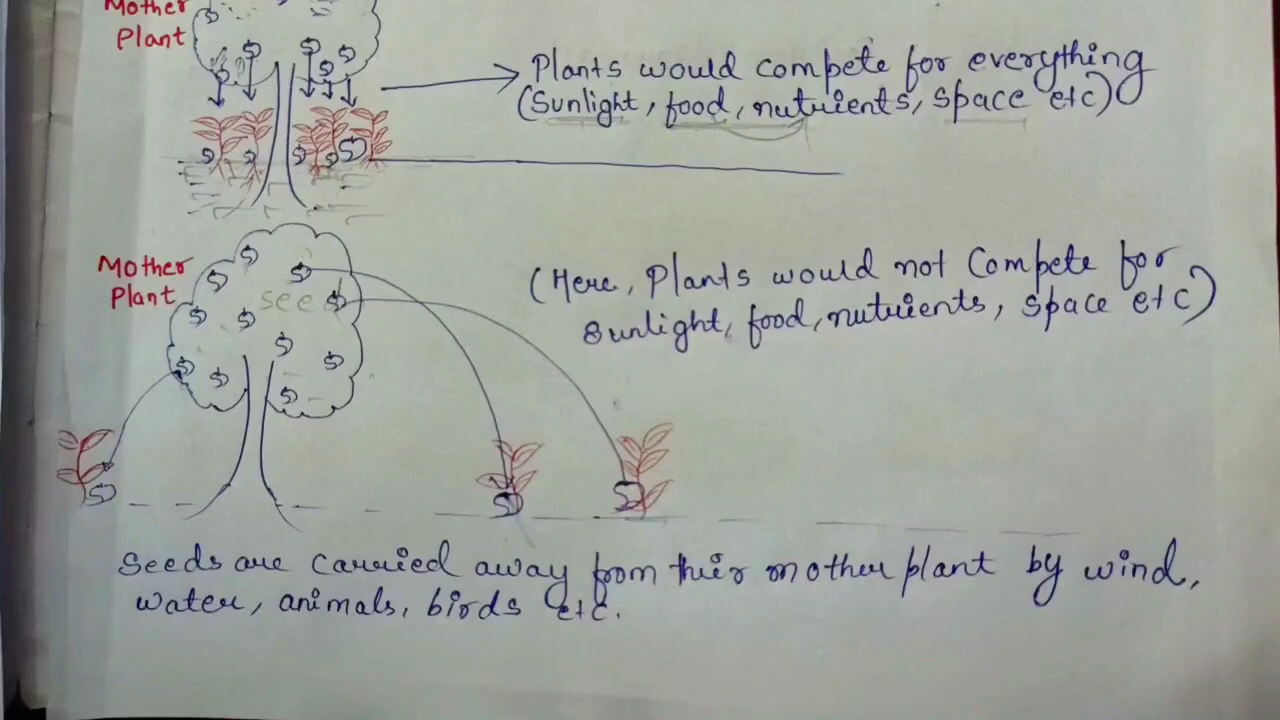 Mother
Plant
Plants would compete for everything
(Sunlight, food, nutrients, space etc)
Mother
Plant
see
(Here, Plants would not Compete for
Sunlight, food, nutrients, space etc)
Seeds are carried away from their mother plant by wind,
water, animals, birds etc.